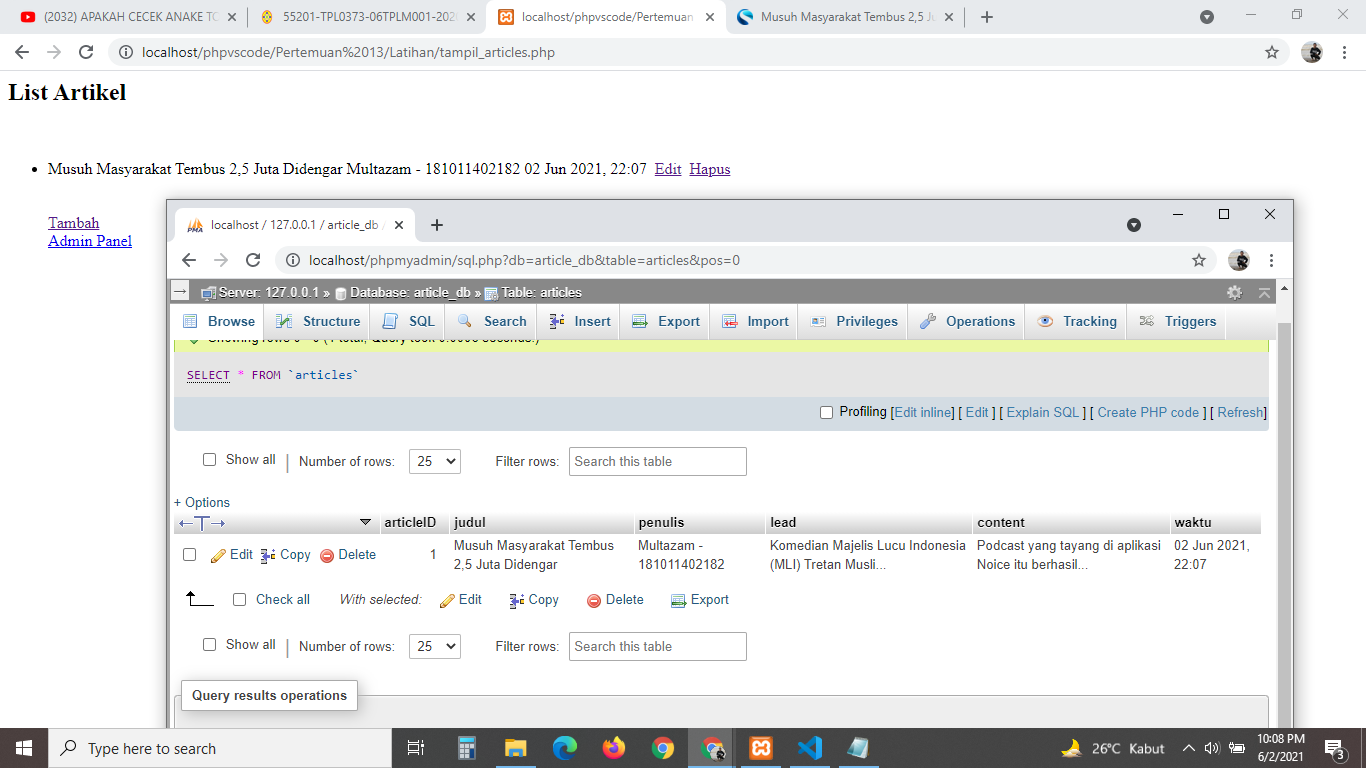 (2032) APAKAH CECEK ANAKE TO
55201-TPL0373-06TPLM001-202
localhost/phpvscode/Pertemuan
Musuh Masyarakat Tembus 2,5 Ju
localhost/phpvscode/Pertemuan%2013/Latihan/tampil_articles.php
List Artikel
Musuh Masyarakat Tembus 2,5 Juta Didengar Multazam - 181011402182 02 Jun 2021, 22:07 Edit Hapus
Tambah
Admin Panel
localhost / 127.0.0.1 / article_db /
localhost/phpmyadmin/sql.php?db=article_db&table=articles&pos=0
Server: 127.0.0.1 » Database: article_db » Table: articles
Browse Structure SQL Search Insert Export Import Privileges Operations Tracking Triggers
SELECT * FROM `articles`
Profiling [Edit inline] [ Edit ] [ Explain SQL ] [ Create PHP code ] [ Refresh]
Show all | Number of rows: 25 Filter rows: Search this table
+ Options
←T→ articleID judul penulis lead content waktu
Edit Copy Delete 1 Musuh Masyarakat Tembus Multazam - Komedian Majelis Lucu Indonesia Podcast yang tayang di aplikasi 02 Jun 2021,
2,5 Juta Didengar 181011402182 (MLI) Tretan Musli... Noice itu berhasil... 22:07
Check all With selected: Edit Copy Delete Export
Show all | Number of rows: 25 Filter rows: Search this table
Query results operations
Type here to search
26°C Kabut
10:08 PM
6/2/2021
3